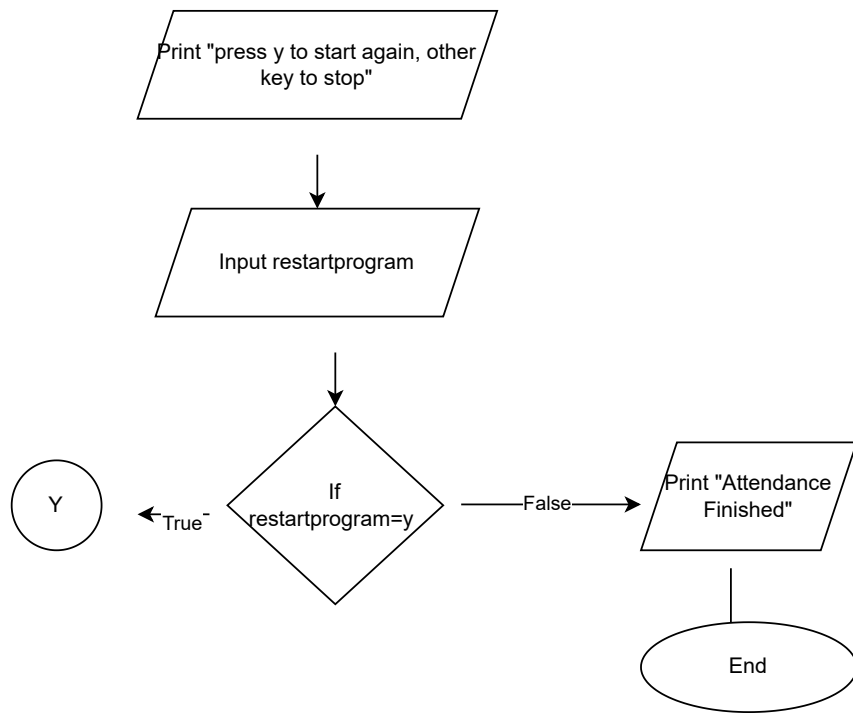 Print "press y to start again, other
key to stop"
Input restartprogram
If
restartprogram=y
Y
True
False
Print "Attendance
Finished"
End